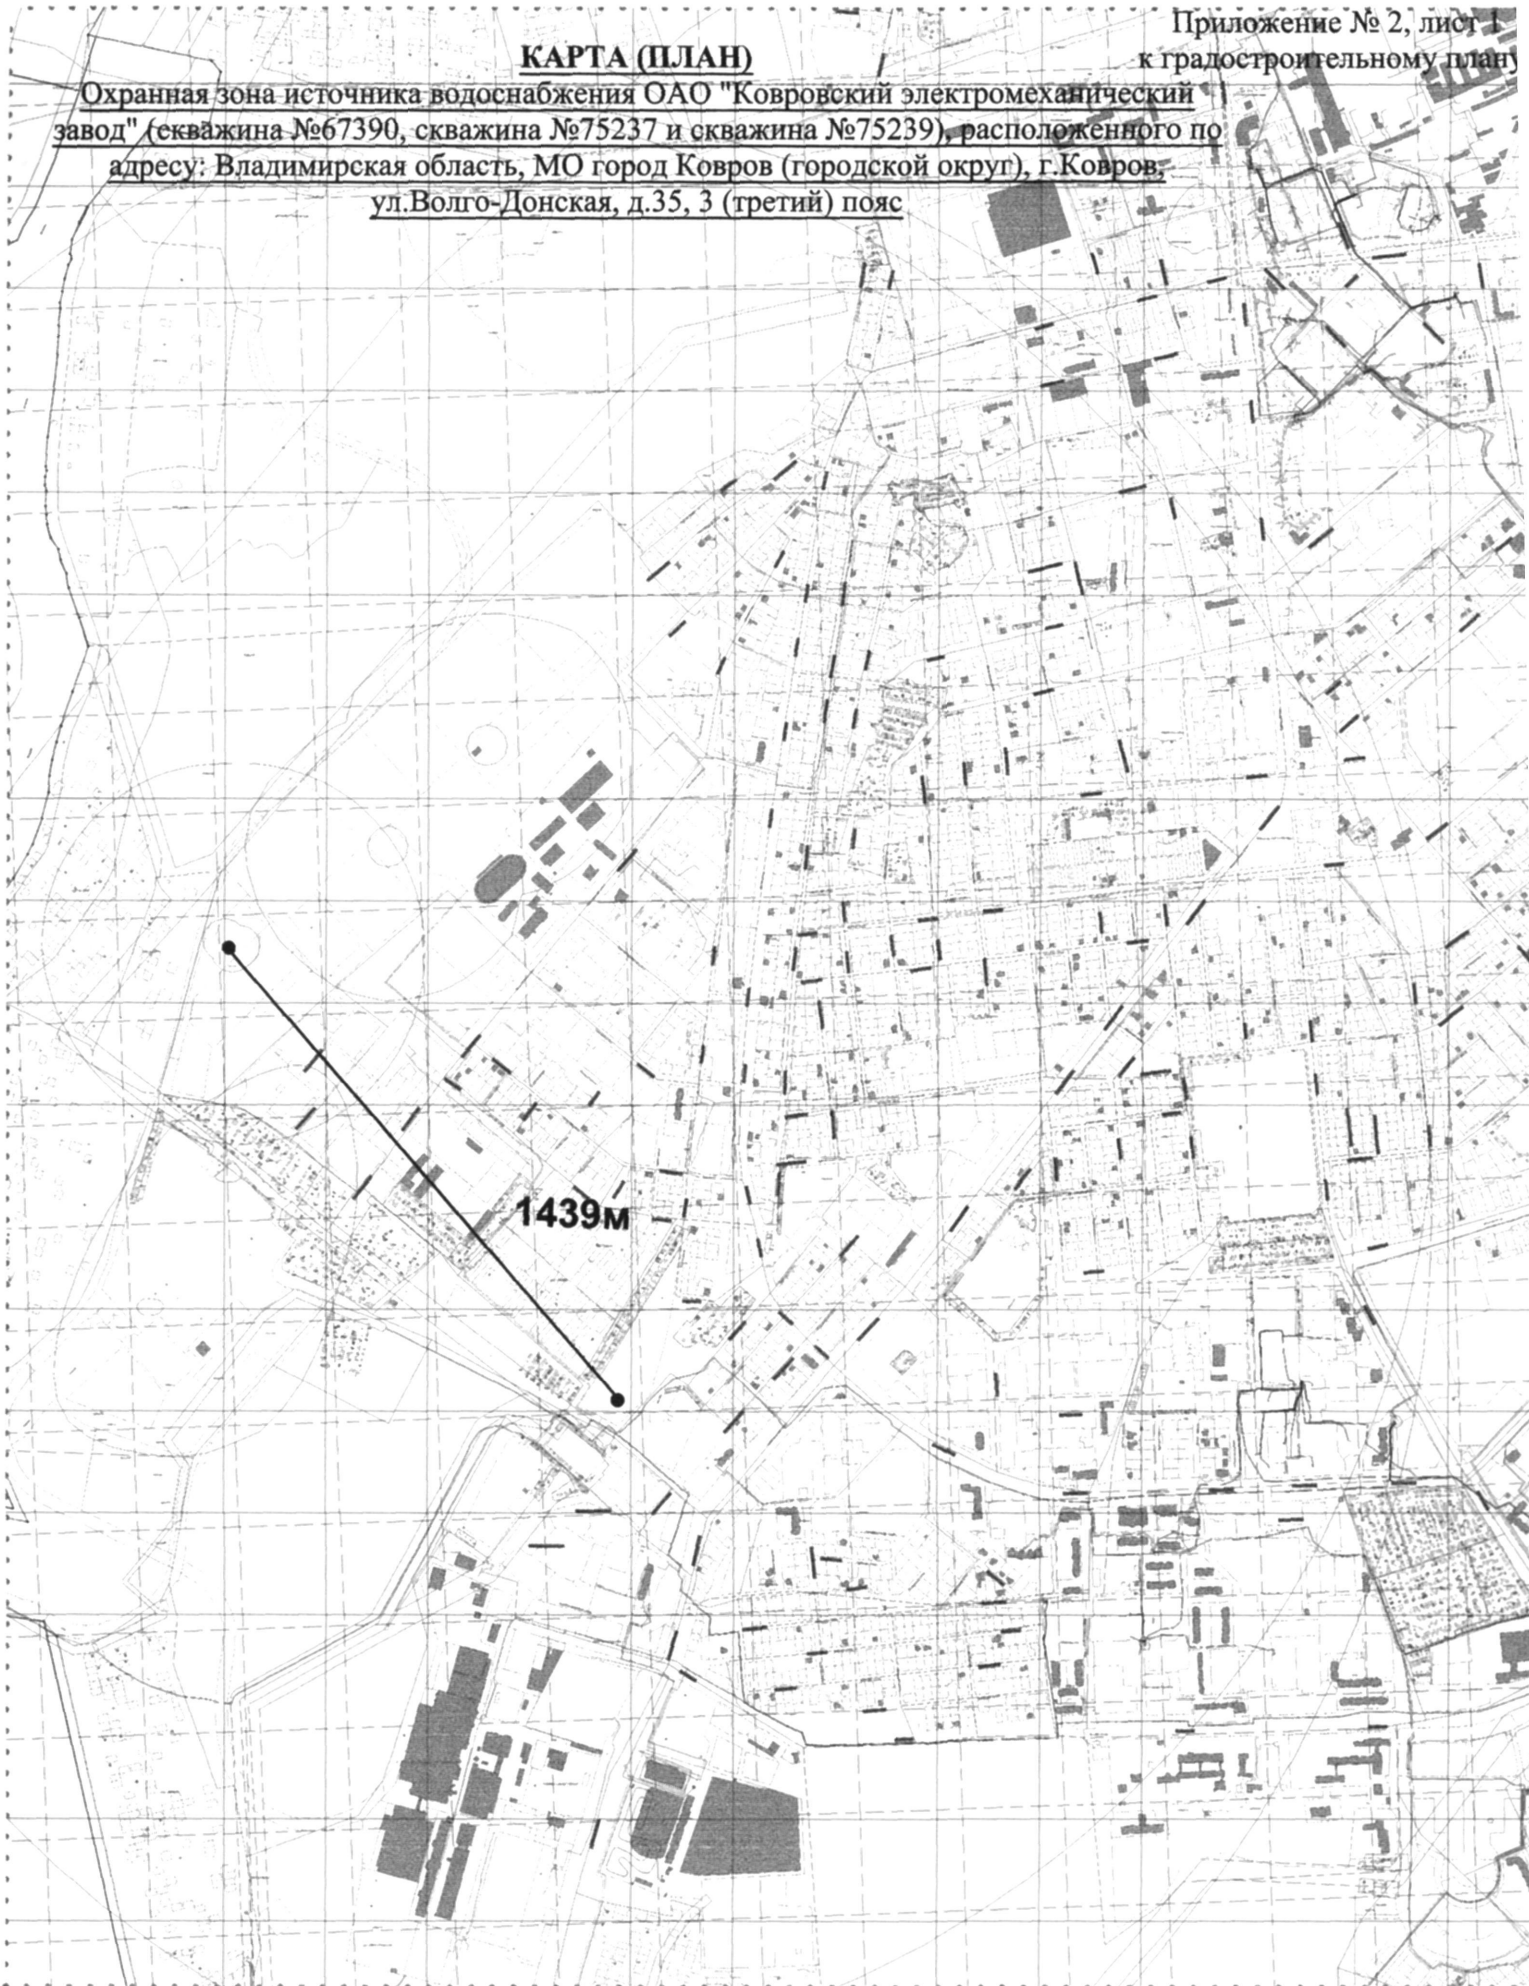 Приложение № 2, лист 1
к градостроительному плану
КАРТА (ПЛАН)
Охранная зона источника водоснабжения ОАО "Ковровский электромеханический
завод" (скважина №67390, скважина №75237 и скважина №75239), расположенного по
адресу: Владимирская область, МО город Ковров (городской округ), г.Ковров,
ул.Волго-Донская, д.35, 3 (третий) пояс
1439м